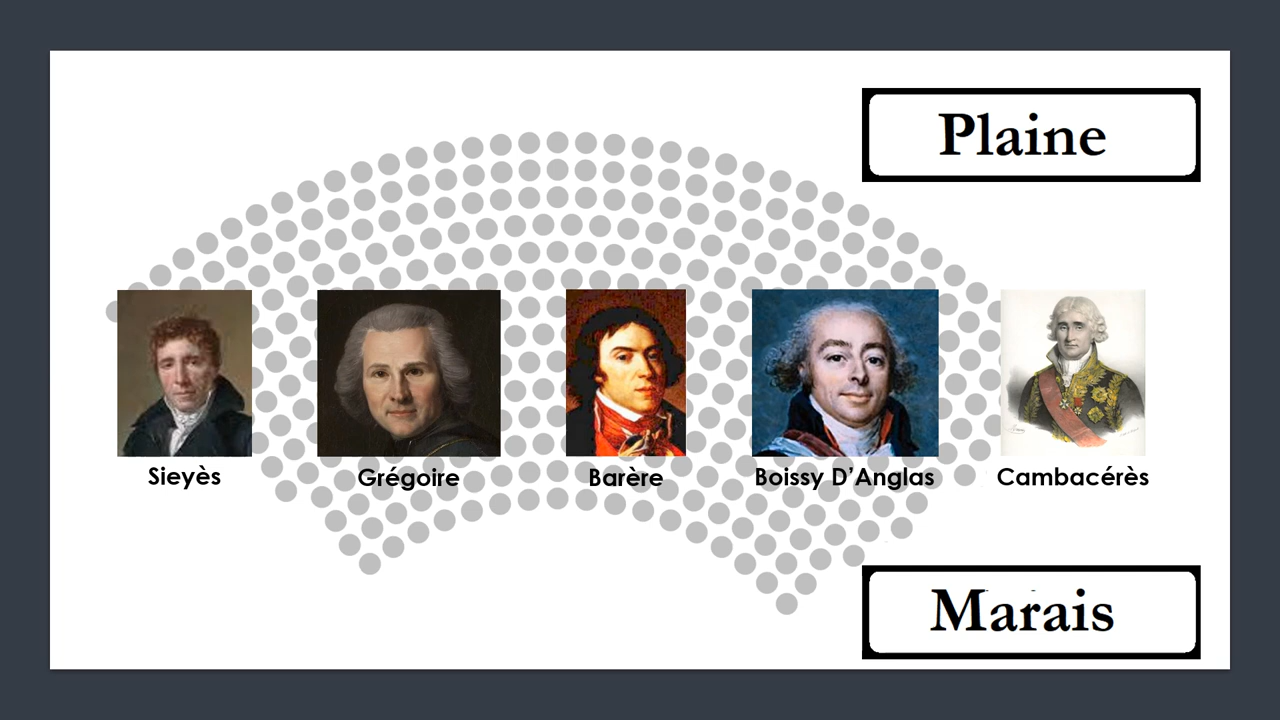 Plaine
Sieyès
Grégoire
Barère
Boissy D’Anglas
Cambacérès
Marais